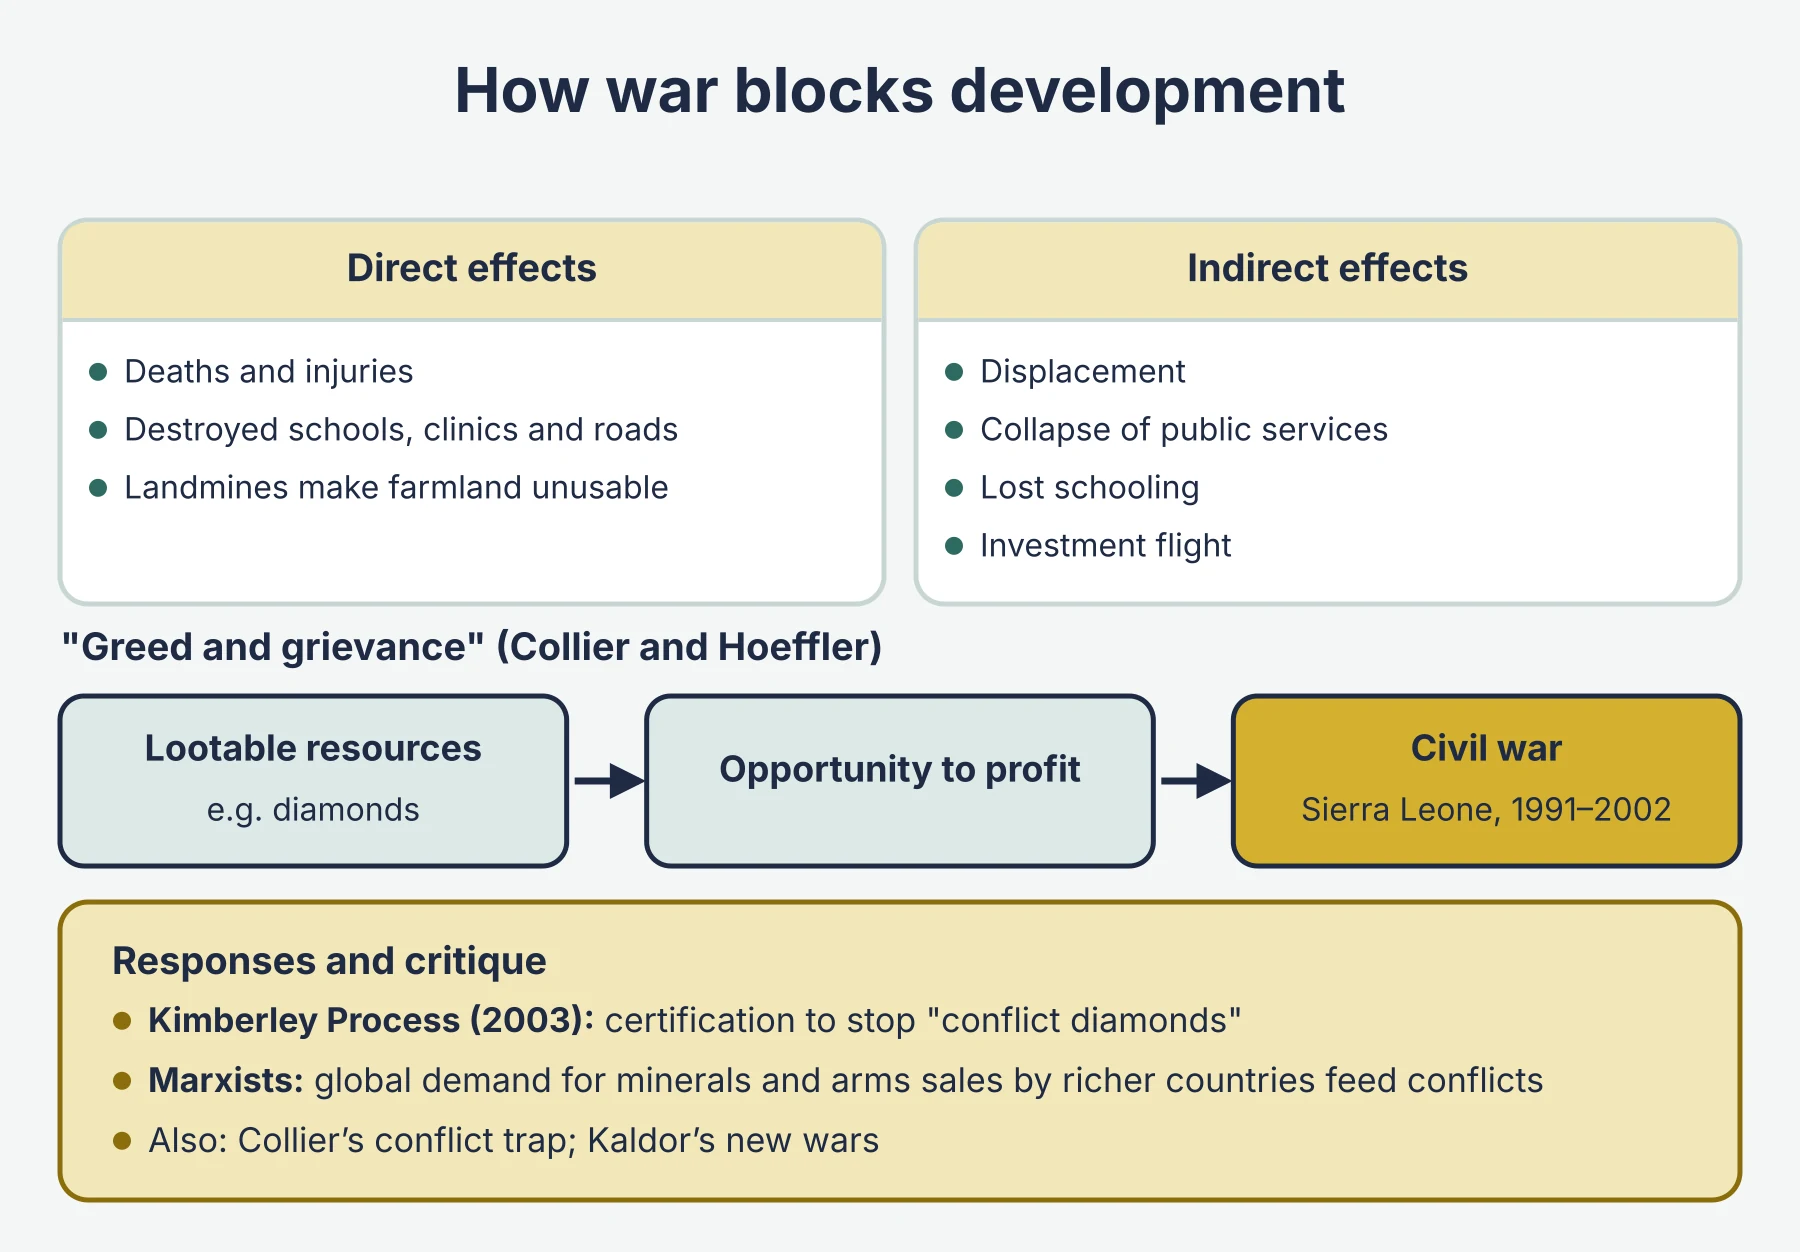 How war blocks development
Direct effects
Deaths and injuries
Destroyed schools, clinics and roads
Landmines make farmland unusable
Indirect effects
Displacement
Collapse of public services
Lost schooling
Investment flight
"Greed and grievance" (Collier and Hoeffler)
Lootable resources
e.g. diamonds
Opportunity to profit
Civil war
Sierra Leone, 1991–2002
Responses and critique
Kimberley Process (2003): certification to stop "conflict diamonds"
Marxists: global demand for minerals and arms sales by richer countries feed conflicts
Also: Collier’s conflict trap; Kaldor’s new wars